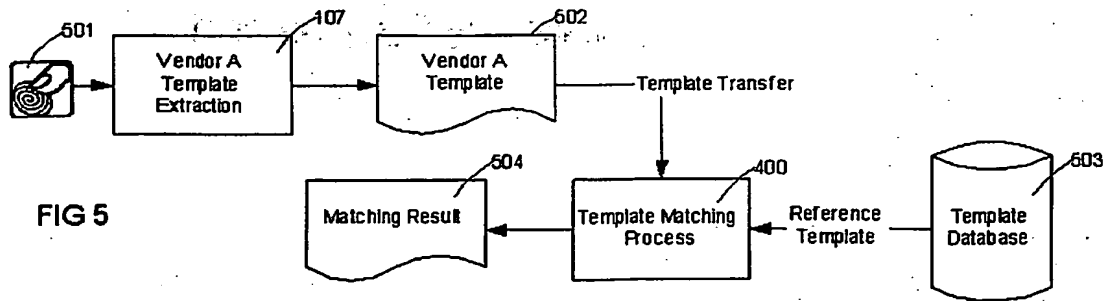 501
107
502
Vendor A
Template
Extraction
Vendor A
Template
Template Transfer
504
400
503
FIG 5
Matching Result
Template Matching
Process
Reference
Template
Template
Database